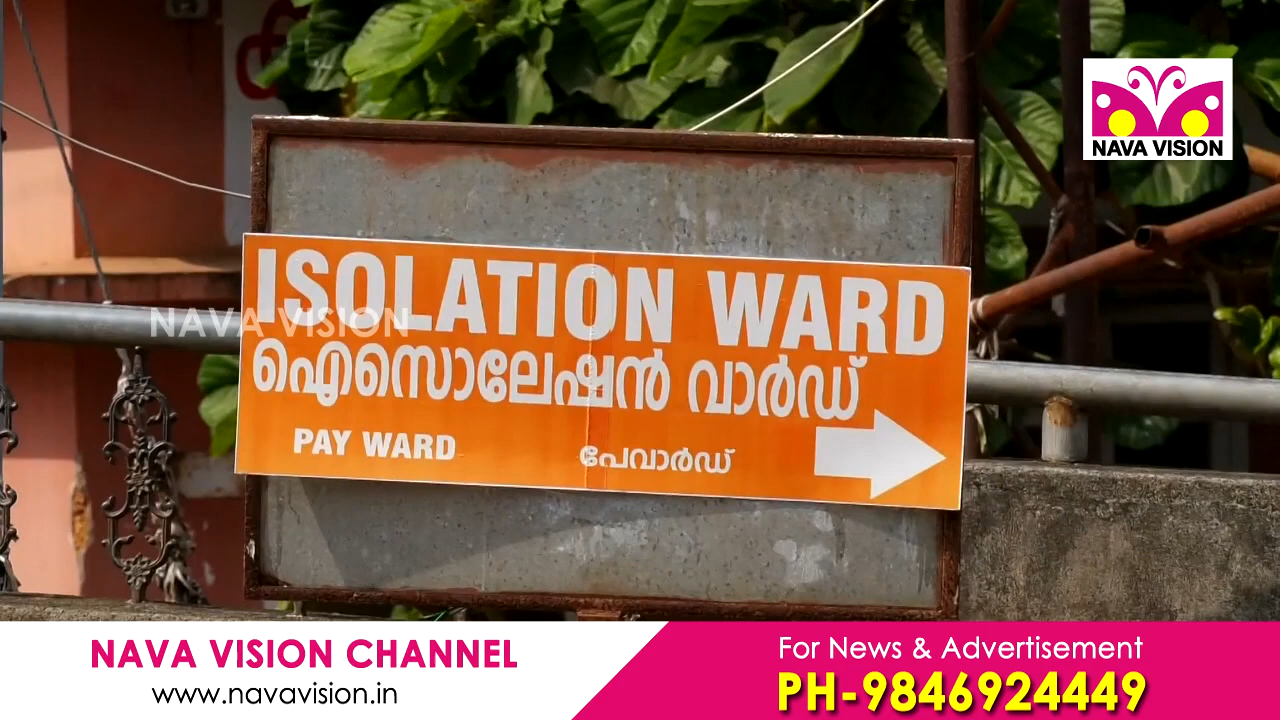 NAVA VISION
ISOLATION WARD
NAVA VISION
ഐസൊലേഷൻ വാർഡ്
PAY WARD പേവാർഡ്
NAVA VISION CHANNEL
www.navavision.in
For News & Advertisement
PH-9846924449